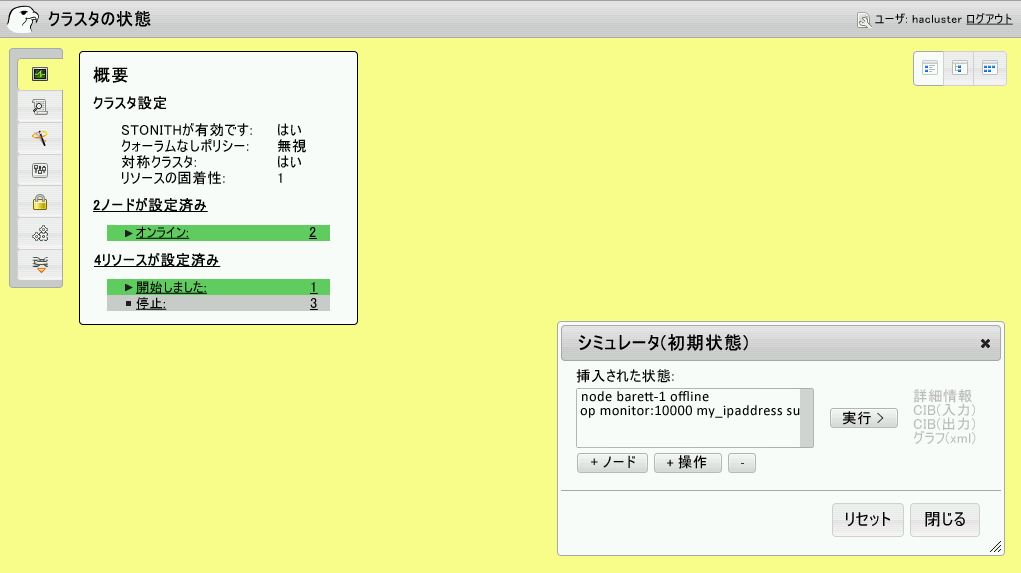 クラスタの状態
ユーザ: hacluster ログアウト
概要
クラスタ設定
STONITHが有効です: はい
クォーラムなしポリシー: 無視
対称クラスタ: はい
リソースの固着性: 1
2ノードが設定済み
オンライン: 2
4リソースが設定済み
開始しました: 1
停止: 3
シミュレータ(初期状態)
挿入された状態:
node barett-1 offline
op monitor:10000 my_ipaddress su
+ ノード
+ 操作
-
実行 >
詳細情報
CIB(入力)
CIB(出力)
グラフ(xml)
リセット
閉じる